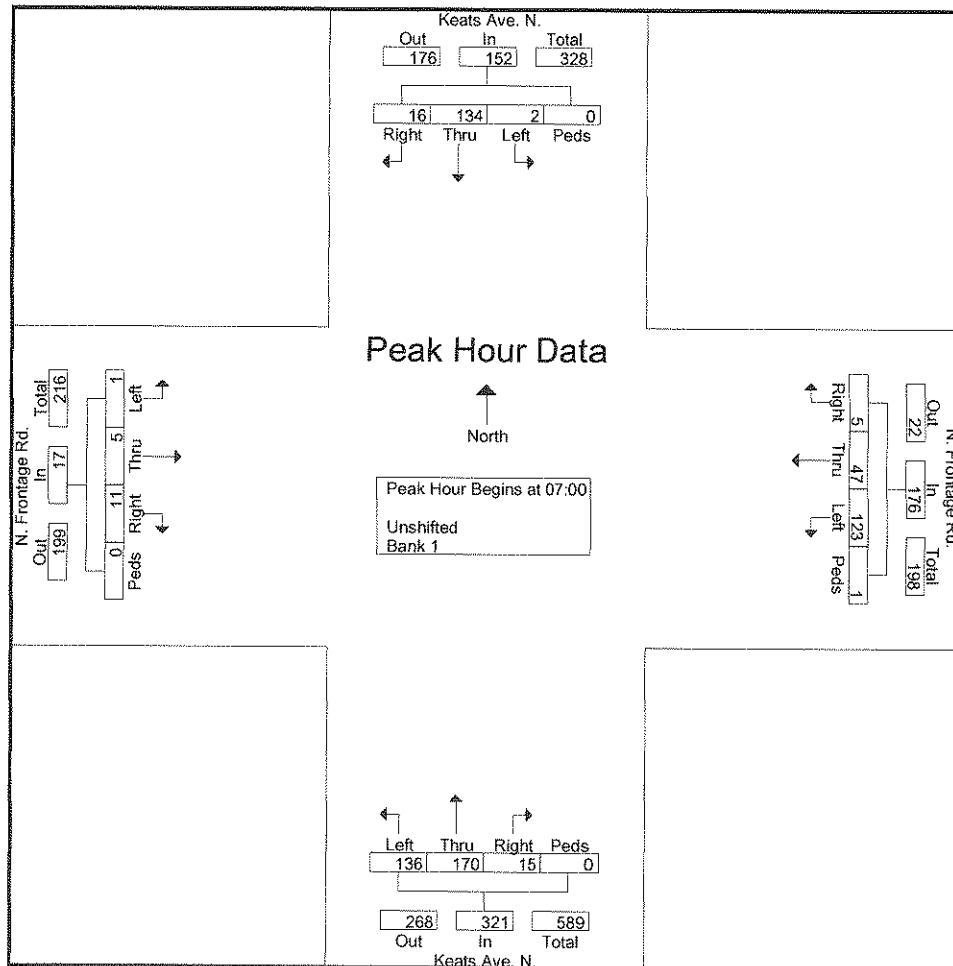 Keats Ave. N.
Out In Total
176 152 328
16 134 2 0
Right Thru Left Peds
Peak Hour Data
North
Peak Hour Begins at 07:00
Unshifted
Bank 1
N. Frontage Rd.
Total In Out
216 17 199
1 5 11 0
Left Thru Right Peds
N. Frontage Rd.
Out In Total
22 176 198
5 47 123 1
Right Thru Left Peds
Left Thru Right Peds
136 170 15 0
268 321 589
Out In Total
Keats Ave. N.